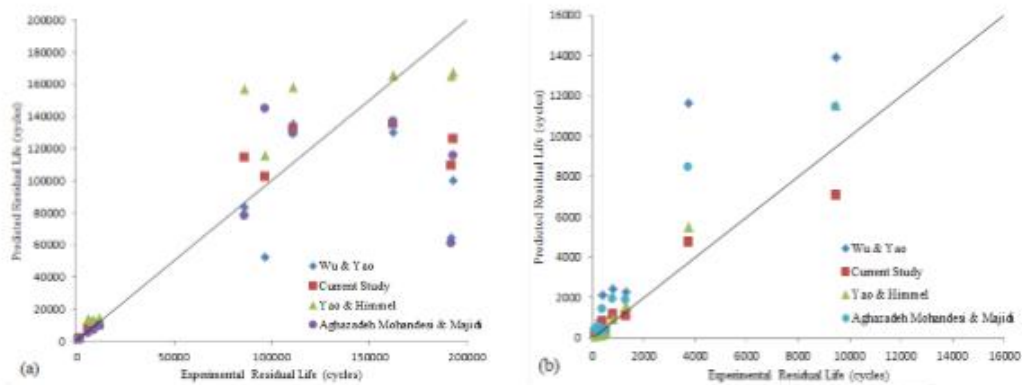 200000
180000
160000
140000
120000
100000
80000
60000
40000
20000
0
Predicted Residual Life (cycles)
Wu & Yao
Current Study
Yao & Himmel
Aghazadeh Mohandesi & Majidi
0 50000 100000 150000 200000
Experimental Residual Life (cycles)
(a)
16000
14000
12000
10000
8000
6000
4000
2000
0
Predicted Residual Life (cycles)
Wu & Yao
Current Study
Yao & Himmel
Aghazadeh Mohandesi & Majidi
0 2000 4000 6000 8000 10000 12000 14000 16000
Experimental Residual Life (cycles)
(b)